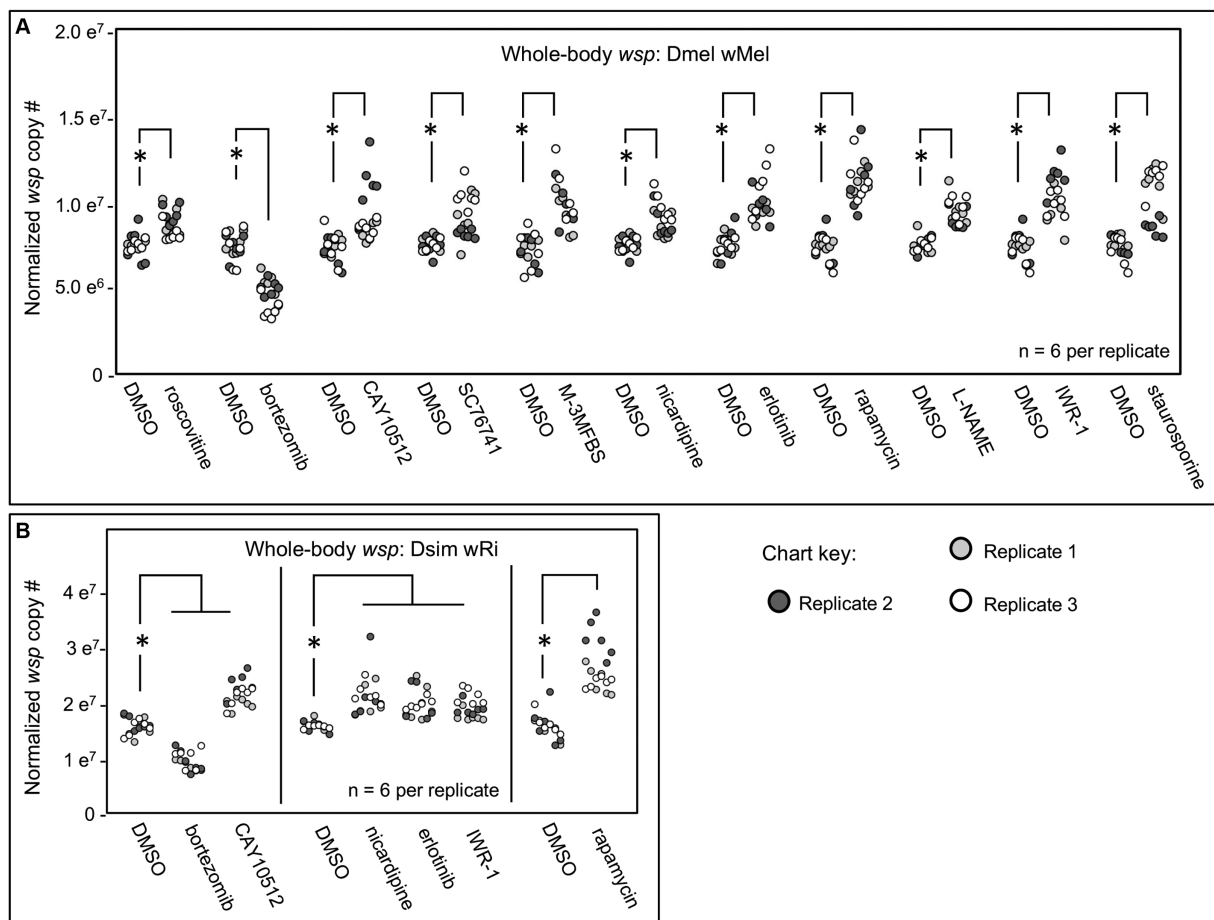 A
Whole-body wsp: Dmel wMel
Normalized wsp copy #
2.0 e7
1.5 e7
1.0 e7
5.0 e6
0
*
*
*
*
*
*
*
*
*
*
*
n = 6 per replicate
DMSO
roscovitine
DMSO
bortezomib
DMSO
CAY10512
DMSO
SC76741
DMSO
M-3MFBS
DMSO
nicardipine
DMSO
erlotinib
DMSO
rapamycin
DMSO
L-NAME
DMSO
IWR-1
DMSO
staurosporine
B
Whole-body wsp: Dsim wRi
Normalized wsp copy #
4 e7
3 e7
2 e7
1 e7
0
*
*
*
n = 6 per replicate
DMSO
bortezomib
CAY10512
DMSO
nicardipine
erlotinib
IWR-1
DMSO
rapamycin
Chart key:
Replicate 1
Replicate 2
Replicate 3